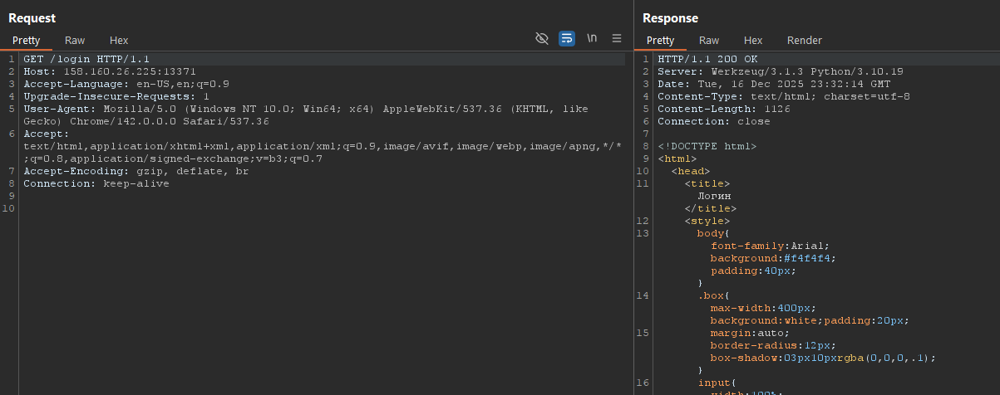 Request
Pretty Raw Hex
\n
1 GET /login HTTP/1.1
2 Host: 158.160.26.225:13371
3 Accept-Language: en-US,en;q=0.9
4 Upgrade-Insecure-Requests: 1
5 User-Agent: Mozilla/5.0 (Windows NT 10.0; Win64; x64) AppleWebKit/537.36 (KHTML, like
Gecko) Chrome/142.0.0.0 Safari/537.36
6 Accept:
text/html,application/xhtml+xml,application/xml;q=0.9,image/avif,image/webp,image/apng,*/*
;q=0.8,application/signed-exchange;v=b3;q=0.7
7 Accept-Encoding: gzip, deflate, br
8 Connection: keep-alive
9
10
Response
Pretty Raw Hex Render
1 HTTP/1.1 200 OK
2 Server: Werkzeug/3.1.3 Python/3.10.19
3 Date: Tue, 16 Dec 2025 23:32:14 GMT
4 Content-Type: text/html; charset=utf-8
5 Content-Length: 1126
6 Connection: close
7
8 <!DOCTYPE html>
9 <html>
10 <head>
11 <title>
Логин
</title>
12 <style>
13 body{
font-family:Arial;
background:#f4f4f4;
padding:40px;
}
14 .box{
max-width:400px;
background:white;padding:20px;
15 margin:auto;
border-radius:12px;
box-shadow:03px10pxrgba(0,0,0,.1);
}
16 input{
width:100%;